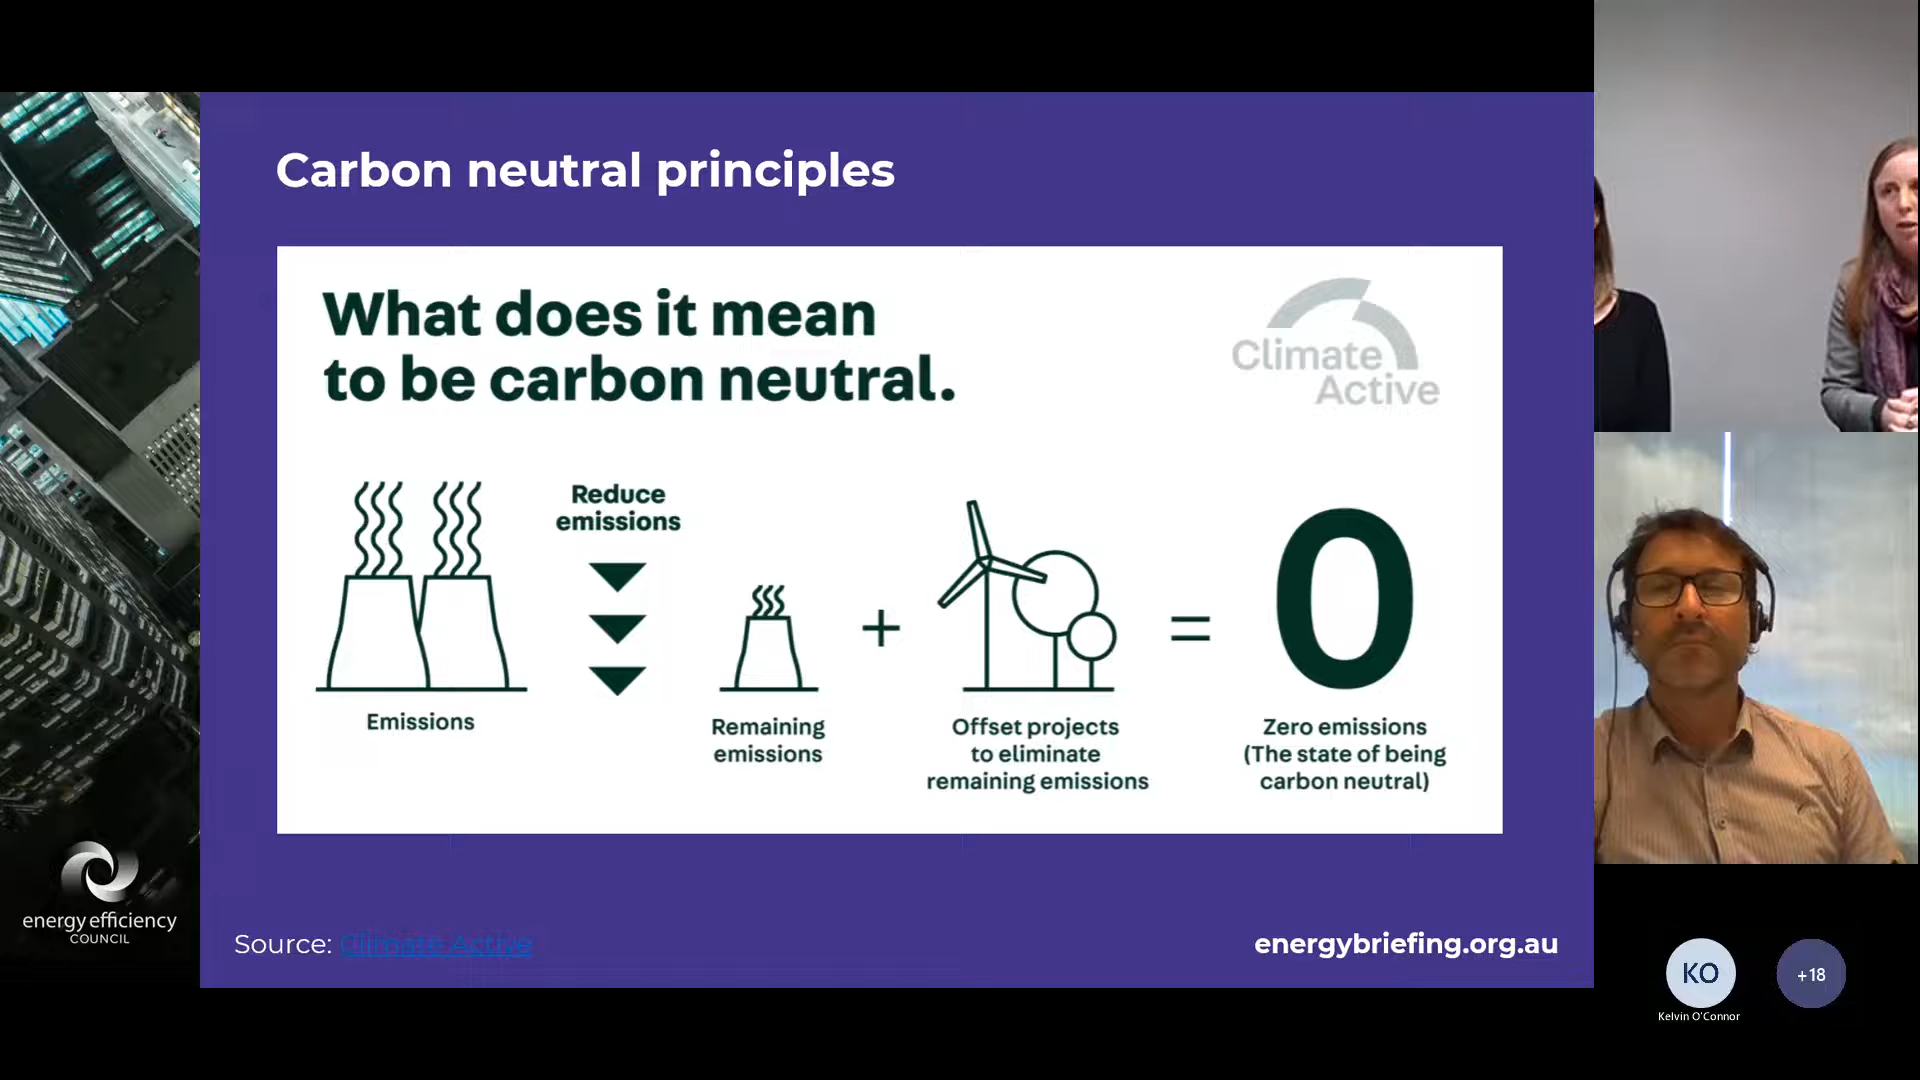 Carbon neutral principles
What does it mean
to be carbon neutral.
Climate
Active
Reduce
emissions
+
=
0
Emissions
Remaining
emissions
Offset projects
to eliminate
remaining emissions
Zero emissions
(The state of being
carbon neutral)
energy efficiency
COUNCIL
Source: Climate Active
energybriefing.org.au
KO
+18
Kelvin O'Connor